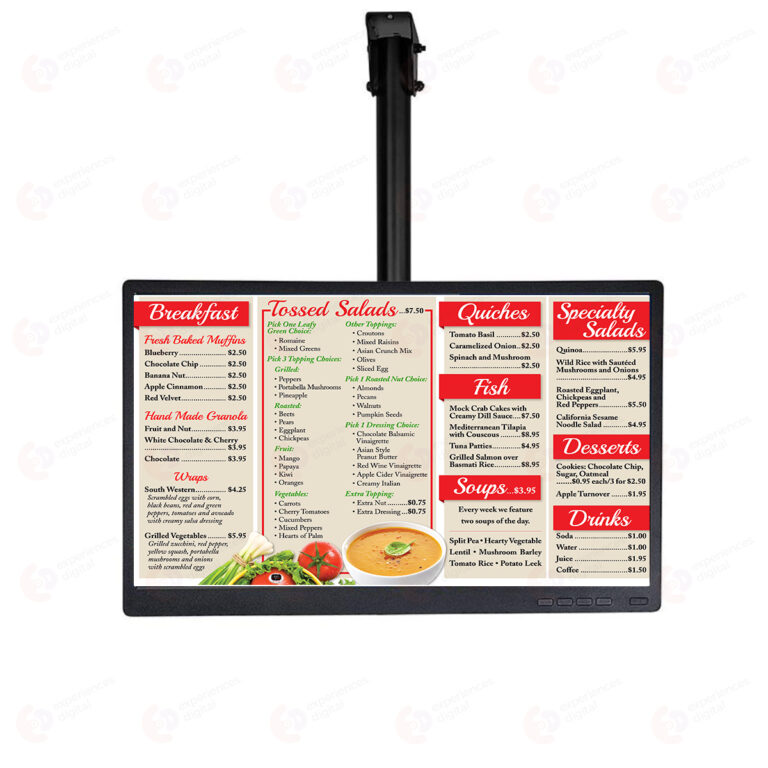 Breakfast
Fresh Baked Muffins
Blueberry ........................ $2.50
Chocolate Chip ............... $2.50
Banana Nut..................... $2.50
Apple Cinnamon............. $2.50
Red Velvet....................... $2.50
Hand Made Granola
Fruit and Nut.................. $3.95
White Chocolate & Cherry
........................................ $3.95
Chocolate ....................... $3.95
Wraps
South Western................. $4.25
Scrambled eggs with corn,
black beans, red and green
peppers, tomatoes and avocado
with creamy salsa dressing
Grilled Vegetables ........... $5.95
Grilled zucchini, red pepper,
yellow squash, portabella
mushrooms and onions
with scrambled eggs
Tossed Salads...$7.50
Pick One Leafy
Green Choice:
• Romaine
• Mixed Greens
Pick 3 Topping Choices:
Grilled:
• Peppers
• Portabella Mushrooms
• Pineapple
Roasted:
• Beets
• Pears
• Eggplant
• Chickpeas
Fruit:
• Mango
• Papaya
• Kiwi
• Oranges
Vegetables:
• Carrots
• Cherry Tomatoes
• Cucumbers
• Mixed Peppers
• Hearts of Palm
Other Toppings:
• Croutons
• Mixed Raisins
• Asian Crunch Mix
• Olives
• Sliced Egg
Pick 1 Roasted Nut Choice:
• Almonds
• Pecans
• Walnuts
• Pumpkin Seeds
Pick 1 Dressing Choice:
• Chocolate Balsamic
Vinaigrette
• Asian Style
Peanut Butter
• Red Wine Vinaigrette
• Apple Cider Vinaigrette
• Creamy Italian
Extra Topping:
• Extra Nut ..........$0.75
• Extra Dressing...$0.75
Quiches
Tomato Basil ...........$2.50
Caramelized Onion..$2.50
Spinach and Mushroom
.................................$2.50
Fish
Mock Crab Cakes with
Creamy Dill Sauce....$7.50
Mediterranean Tilapia
with Couscous .........$8.95
Tuna Patties.............$4.95
Grilled Salmon over
Basmati Rice............$8.95
Soups...$3.95
Every week we feature
two soups of the day.
Split Pea • Hearty Vegetable
Lentil • Mushroom Barley
Tomato Rice • Potato Leek
Specialty
Salads
Quinoa....................$5.95
Wild Rice with Sautéed
Mushrooms and Onions
................................$4.95
Roasted Eggplant,
Chickpeas and
Red Peppers............$5.50
California Sesame
Noodle Salad ..........$4.95
Desserts
Cookies: Chocolate Chip,
Sugar, Oatmeal
.......$0.95 each/3 for $2.50
Apple Turnover .......$1.95
Drinks
Soda ........................$1.00
Water ......................$1.00
Juice ........................$1.95
Coffee .....................$1.50
experiences
digital